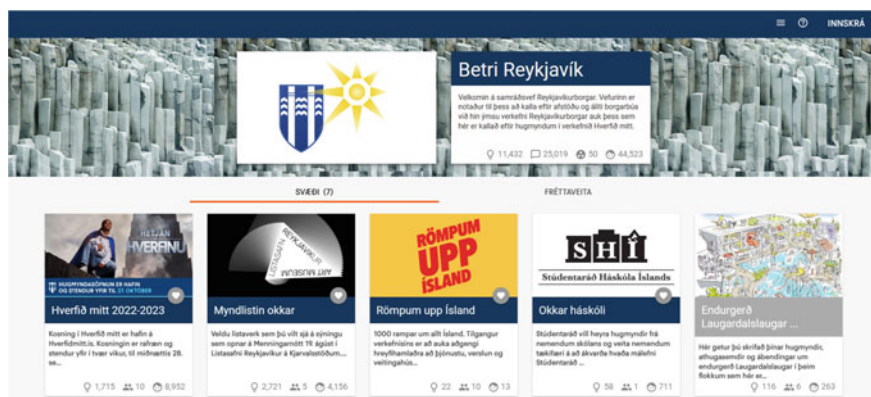 INNSKRÁ
Betri Reykjavík
Velkomin á samráðsvef Reykjavíkurborgar. Vefurinn er
notaður til þess að kalla eftir afstöðu og áliti borgarbúa
við hin ýmsu verkefni Reykjavíkurborgar auk þess sem
hér er kallað eftir hugmyndum í verkefnið Hverfið mitt.
11,432 25,019 50 44,523
SVÆÐI (7)
FRÉTTAVEITA
HETJAN
Í HVERFINU
HUGMYNDASÖFNUN ER HAFIN
OG STENDUR YFIR TIL 27. OKTÓBER
Hverfið mitt 2022-2023
Kosning í Hverfið mitt er hafin á
Hverfidmitt.is. Kosningin er rafræn og
stendur yfir í tvær vikur, til miðnættis 28.
se...
1,715 10 8,952
LISTASAFN
REYKJAVÍKUR
ART MUSEUM
Myndlistin okkar
Veldu listaverk sem þú vilt sjá á sýningu
sem opnar á Menningarnótt 19. ágúst í
Listasafni Reykjavíkur á Kjarvalsstöðum....
2,721 5 4,156
RÖMPUM
UPP
ÍSLAND
Römpum upp Ísland
1000 rampar um allt Ísland. Tilgangur
verkefnisins er að auka aðgengi
hreyfihamlaðra að þjónustu, verslun og
veitingahús...
22 10 13
SHÍ
Stúdentaráð Háskóla Íslands
Okkar háskóli
Stúdentaráð vill heyra hugmyndir frá
nemendum skólans og veita nemendum
tækifæri á að ákvarða hvaða málefni
Stúdentaráð ...
58 1 711
Endurgerð
Laugardalslaugar ...
Hér getur þú skrifað þínar hugmyndir,
athugasemdir og ábendingar um
endurgerð Laugardalslaugar í þeim
flokkum sem hér er...
116 6 263